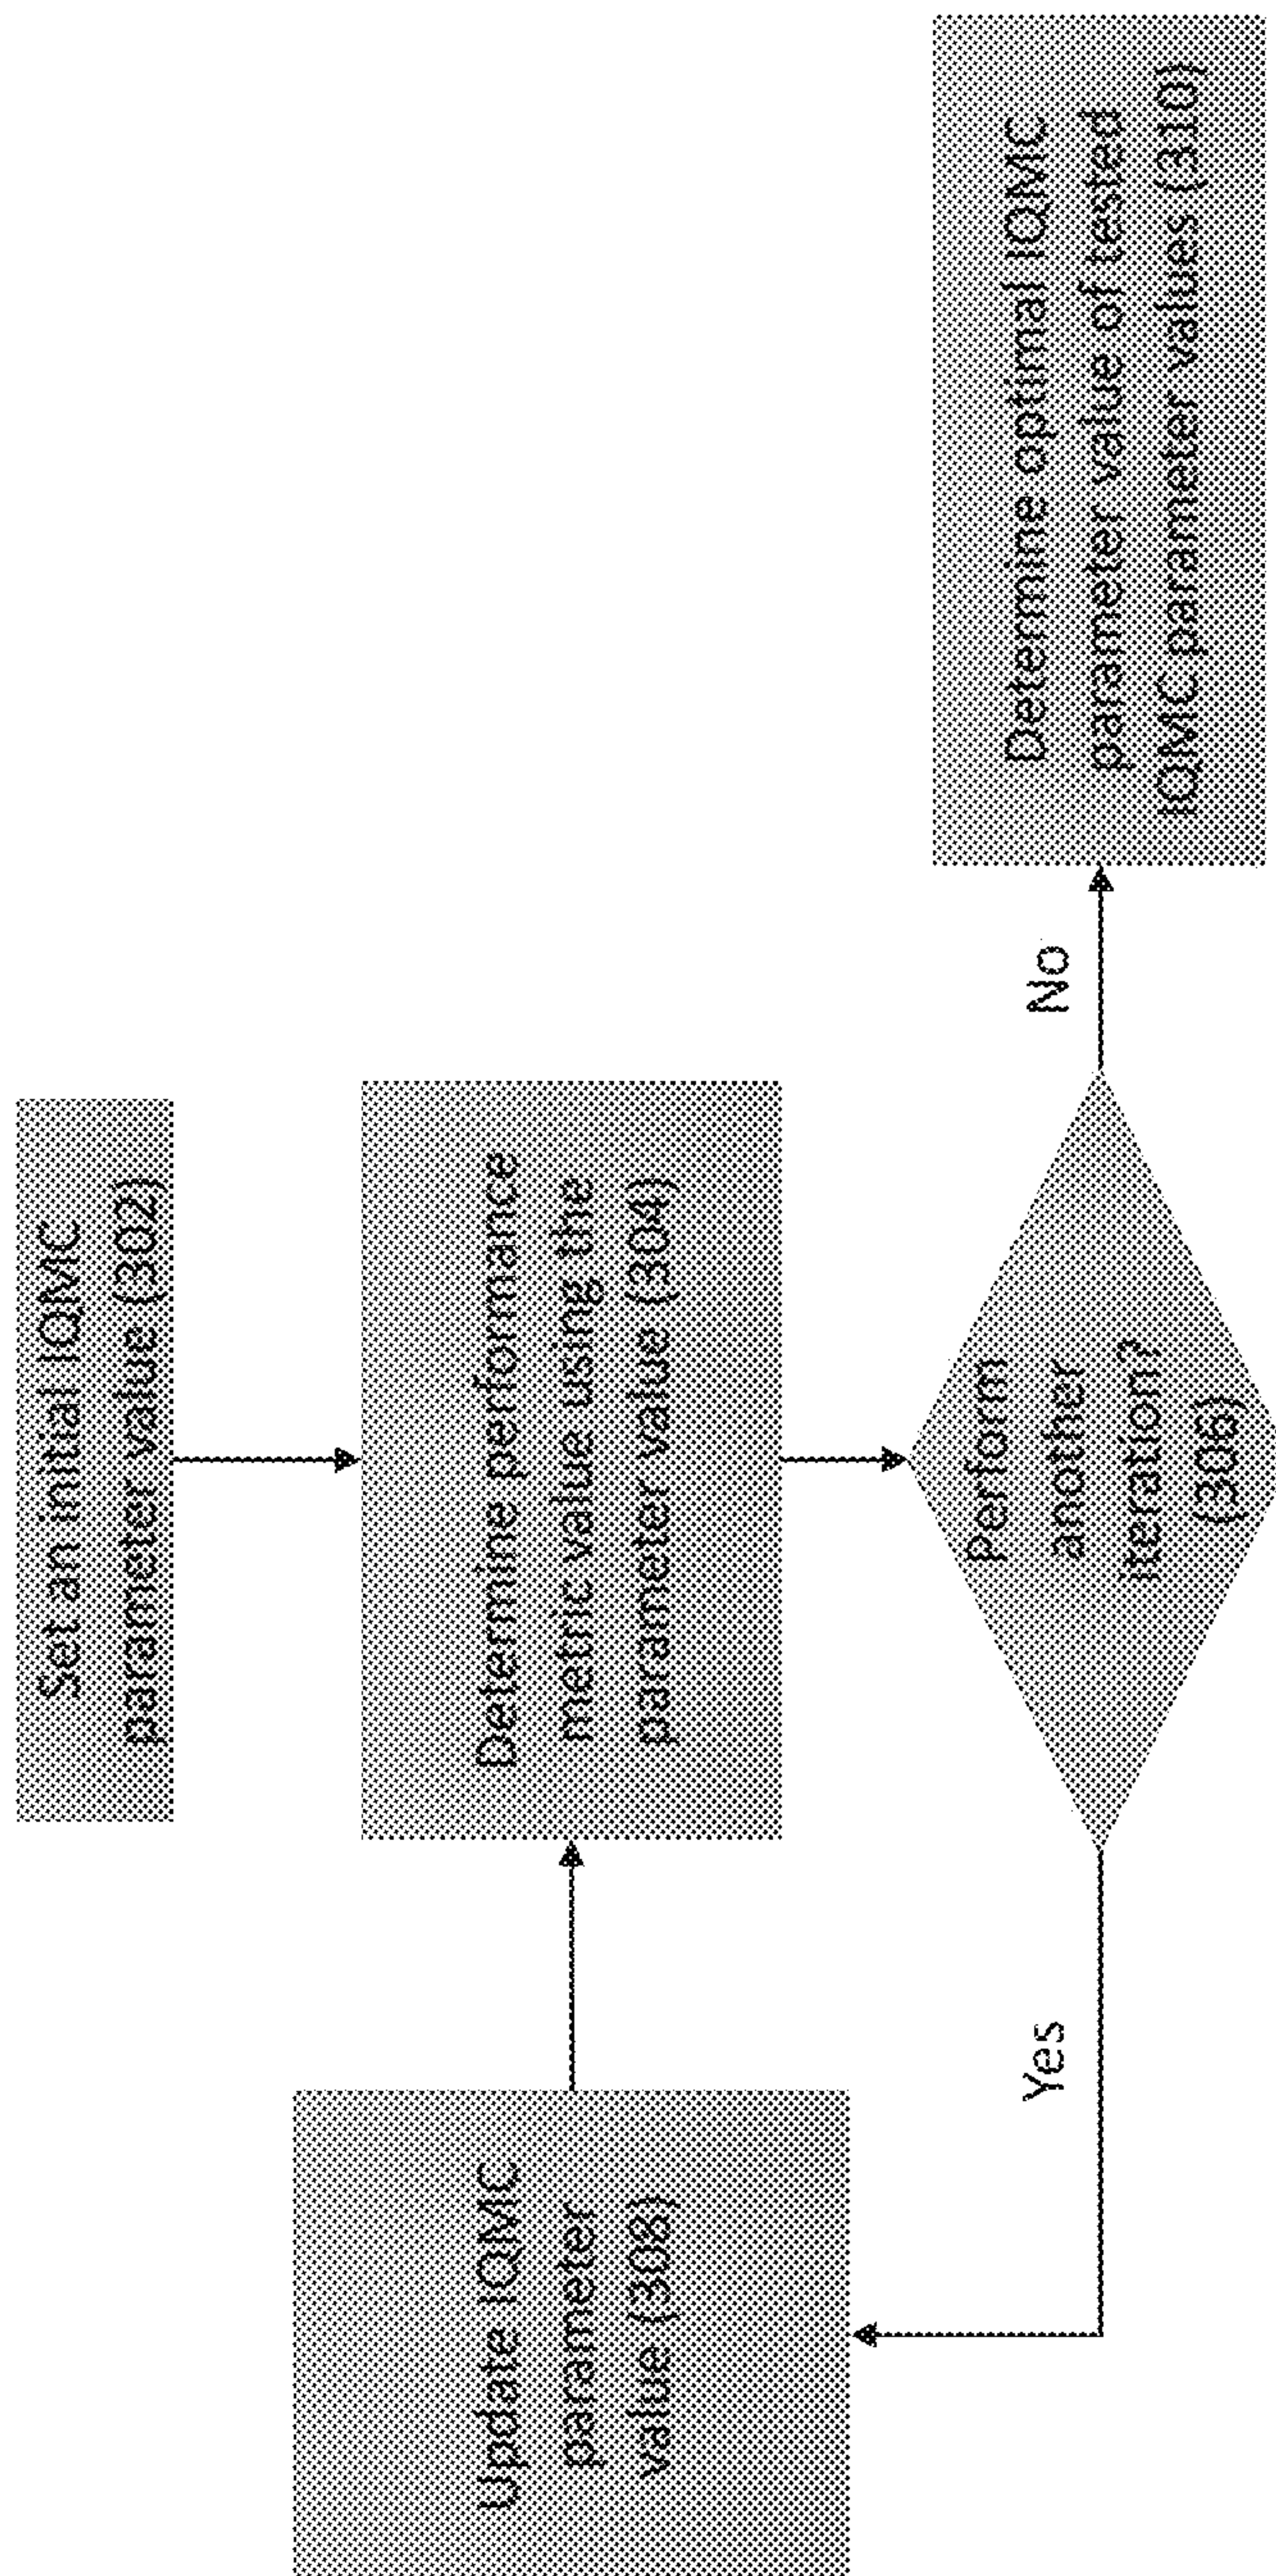 Set an initial IQMC
parameter value (302)
Determine performance
metric value using the
parameter value (304)
Perform
another
iteration?
(306)
Yes
Update IQMC
parameter
value (308)
No
Determine optimal IQMC
parameter value of tested
IQMC parameter values (310)